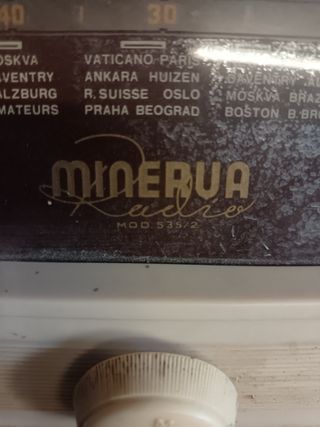 40 30
OSKVA VATICANO PARIS
AVENTRY ANKARA HUIZEN DAVENTRY
ALZBURG R.SUISSE OSLO MOSKVA BRAZ
MATEURS PRAHA BEOGRAD BOSTON B.BR
MINERVA
Radio
MOD. 535/2